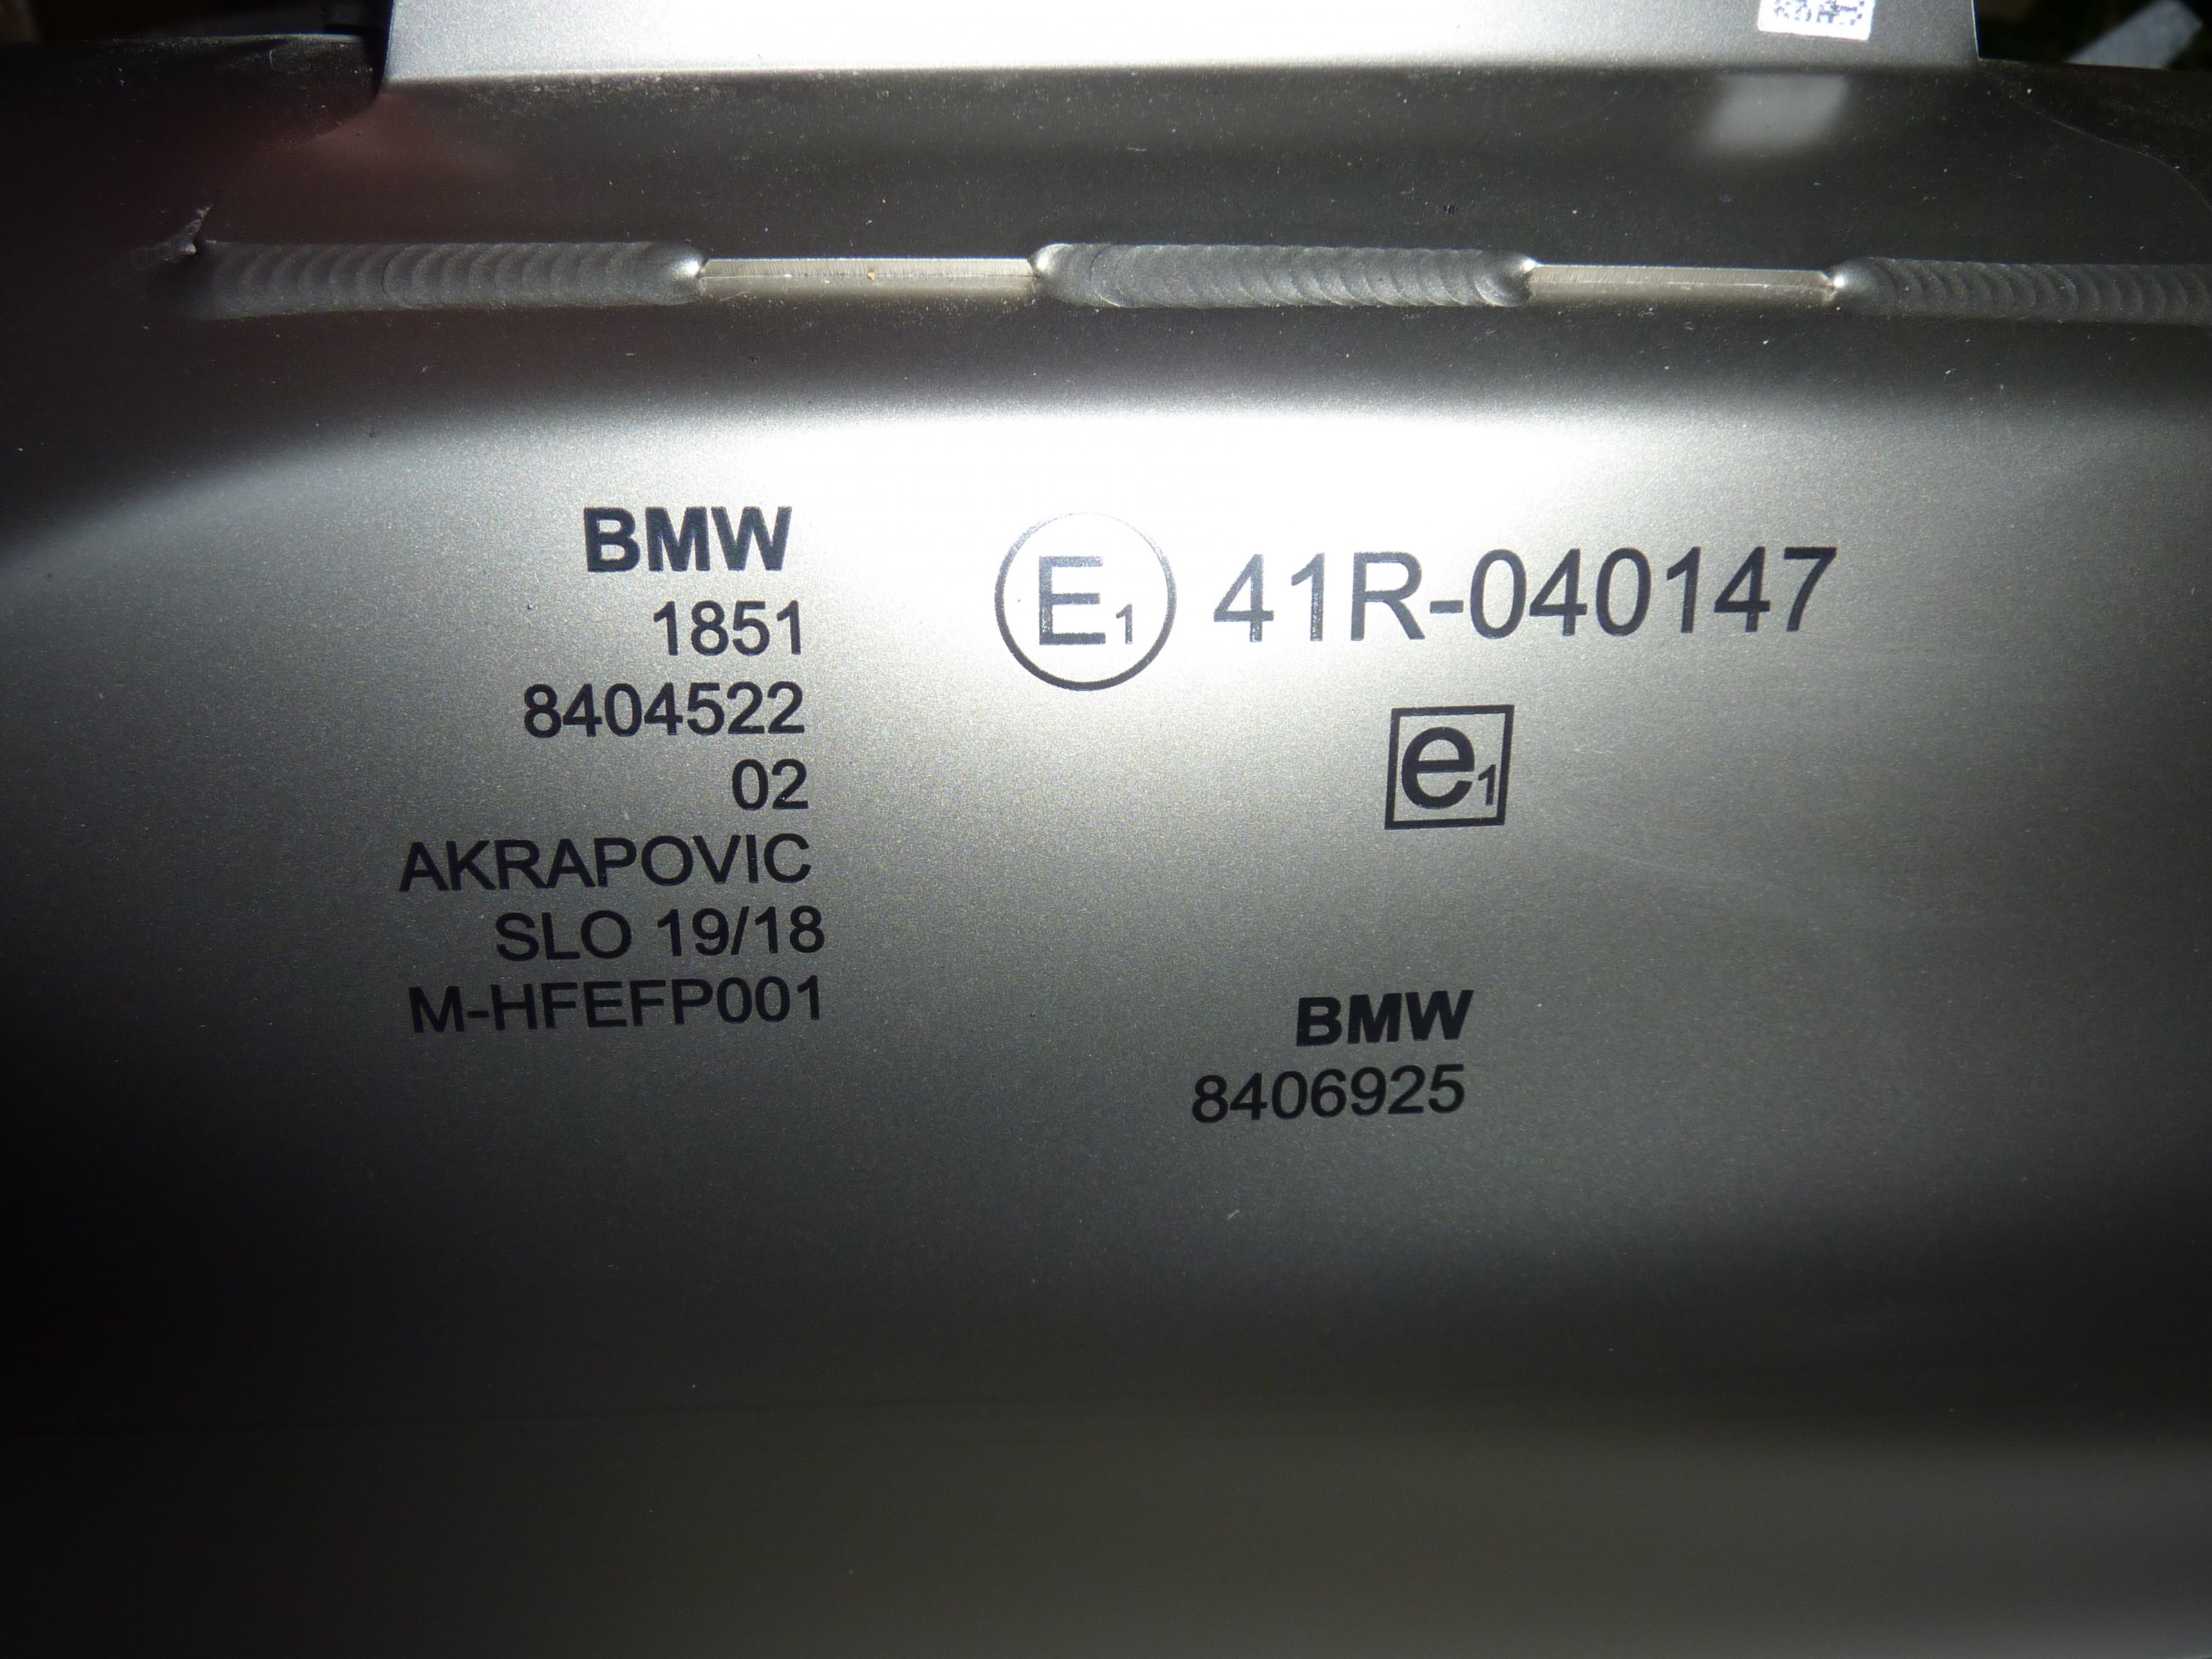 BMW
1851
8404522
02
AKRAPOVIC
SLO 19/18
M-HFEFP001
E1 41R-040147
e1
BMW
8406925